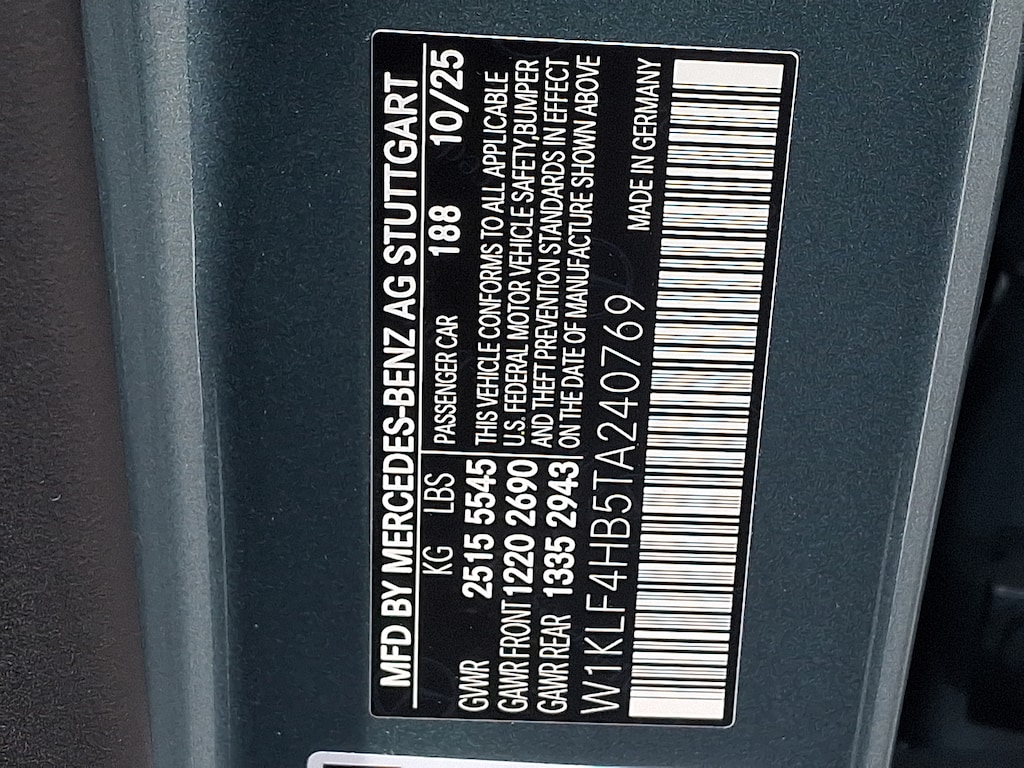 MFD BY MERCEDES-BENZ AG STUTTGART
KG LBS PASSENGER CAR 188 10/25
GVWR 2515 5545 THIS VEHICLE CONFORMS TO ALL APPLICABLE
GAWR FRONT 1220 2690 U.S. FEDERAL MOTOR VEHICLE SAFETY,BUMPER
GAWR REAR 1335 2943 AND THEFT PREVENTION STANDARDS IN EFFECT
ON THE DATE OF MANUFACTURE SHOWN ABOVE
W1KLF4HB5TA240769 MADE IN GERMANY